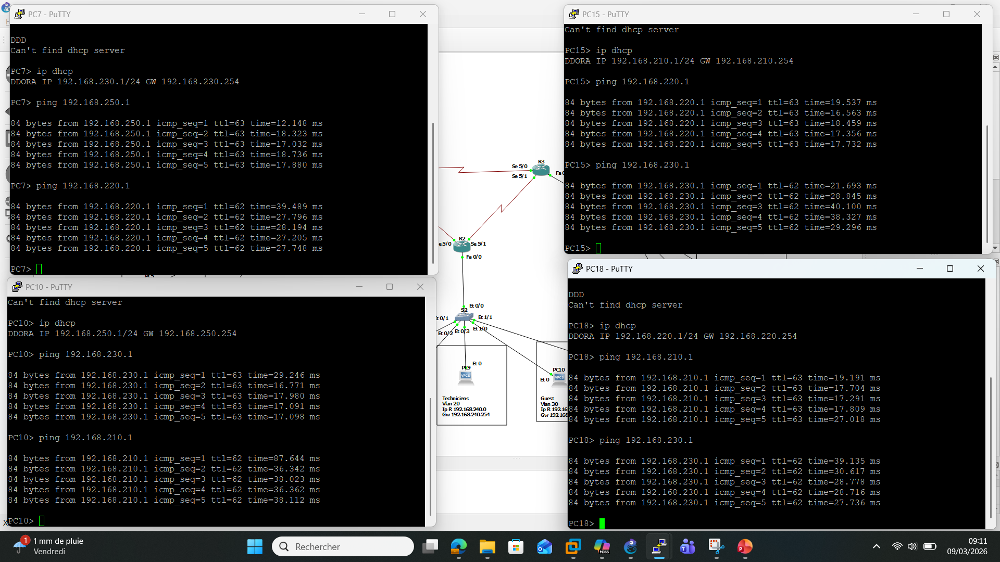 PC7 - PuTTY
DDD
Can't find dhcp server
PC7> ip dhcp
DDORA IP 192.168.230.1/24 GW 192.168.230.254
PC7> ping 192.168.250.1
84 bytes from 192.168.250.1 icmp_seq=1 ttl=63 time=12.148 ms
84 bytes from 192.168.250.1 icmp_seq=2 ttl=63 time=18.323 ms
84 bytes from 192.168.250.1 icmp_seq=3 ttl=63 time=17.032 ms
84 bytes from 192.168.250.1 icmp_seq=4 ttl=63 time=18.736 ms
84 bytes from 192.168.250.1 icmp_seq=5 ttl=63 time=17.880 ms
PC7> ping 192.168.220.1
84 bytes from 192.168.220.1 icmp_seq=1 ttl=62 time=39.489 ms
84 bytes from 192.168.220.1 icmp_seq=2 ttl=62 time=27.796 ms
84 bytes from 192.168.220.1 icmp_seq=3 ttl=62 time=28.194 ms
84 bytes from 192.168.220.1 icmp_seq=4 ttl=62 time=27.205 ms
84 bytes from 192.168.220.1 icmp_seq=5 ttl=62 time=27.748 ms
PC7>
PC15 - PuTTY
Can't find dhcp server
PC15> ip dhcp
DDORA IP 192.168.210.1/24 GW 192.168.210.254
PC15> ping 192.168.220.1
84 bytes from 192.168.220.1 icmp_seq=1 ttl=63 time=19.537 ms
84 bytes from 192.168.220.1 icmp_seq=2 ttl=63 time=16.563 ms
84 bytes from 192.168.220.1 icmp_seq=3 ttl=63 time=18.459 ms
84 bytes from 192.168.220.1 icmp_seq=4 ttl=63 time=17.356 ms
84 bytes from 192.168.220.1 icmp_seq=5 ttl=63 time=17.732 ms
PC15> ping 192.168.230.1
84 bytes from 192.168.230.1 icmp_seq=1 ttl=62 time=21.693 ms
84 bytes from 192.168.230.1 icmp_seq=2 ttl=62 time=28.845 ms
84 bytes from 192.168.230.1 icmp_seq=3 ttl=62 time=40.100 ms
84 bytes from 192.168.230.1 icmp_seq=4 ttl=62 time=38.327 ms
84 bytes from 192.168.230.1 icmp_seq=5 ttl=62 time=29.296 ms
PC15>
R3
Se 5/0
Se 5/1
Fa 0
R2
e 5/0
Se 5/1
Fa 0/0
Et 0/0
S2
Et 0/1
Et 1/1
Et 0/2
Et 0/3
Et 1/0
Et 0
PC9
VPCS
Techniciens
Vlan 20
Ip R 192.168.240.0
Gw 192.168.240.254
PC10
Et 0
VPCS
Guest
Vlan 30
Ip R 192.16
Gw 192.168
PC10 - PuTTY
Can't find dhcp server
PC10> ip dhcp
DDORA IP 192.168.250.1/24 GW 192.168.250.254
PC10> ping 192.168.230.1
84 bytes from 192.168.230.1 icmp_seq=1 ttl=63 time=29.246 ms
84 bytes from 192.168.230.1 icmp_seq=2 ttl=63 time=16.771 ms
84 bytes from 192.168.230.1 icmp_seq=3 ttl=63 time=17.980 ms
84 bytes from 192.168.230.1 icmp_seq=4 ttl=63 time=17.091 ms
84 bytes from 192.168.230.1 icmp_seq=5 ttl=63 time=17.098 ms
PC10> ping 192.168.210.1
84 bytes from 192.168.210.1 icmp_seq=1 ttl=62 time=87.644 ms
84 bytes from 192.168.210.1 icmp_seq=2 ttl=62 time=36.342 ms
84 bytes from 192.168.210.1 icmp_seq=3 ttl=62 time=38.023 ms
84 bytes from 192.168.210.1 icmp_seq=4 ttl=62 time=36.362 ms
84 bytes from 192.168.210.1 icmp_seq=5 ttl=62 time=38.112 ms
PC10>
PC18 - PuTTY
DDD
Can't find dhcp server
PC18> ip dhcp
DDORA IP 192.168.220.1/24 GW 192.168.220.254
PC18> ping 192.168.210.1
84 bytes from 192.168.210.1 icmp_seq=1 ttl=63 time=19.191 ms
84 bytes from 192.168.210.1 icmp_seq=2 ttl=63 time=17.704 ms
84 bytes from 192.168.210.1 icmp_seq=3 ttl=63 time=17.291 ms
84 bytes from 192.168.210.1 icmp_seq=4 ttl=63 time=17.809 ms
84 bytes from 192.168.210.1 icmp_seq=5 ttl=63 time=27.018 ms
PC18> ping 192.168.230.1
84 bytes from 192.168.230.1 icmp_seq=1 ttl=62 time=39.135 ms
84 bytes from 192.168.230.1 icmp_seq=2 ttl=62 time=30.617 ms
84 bytes from 192.168.230.1 icmp_seq=3 ttl=62 time=28.778 ms
84 bytes from 192.168.230.1 icmp_seq=4 ttl=62 time=28.716 ms
84 bytes from 192.168.230.1 icmp_seq=5 ttl=62 time=27.736 ms
PC18>
1
1 mm de pluie
Vendredi
Rechercher
M365
09:11
09/03/2026